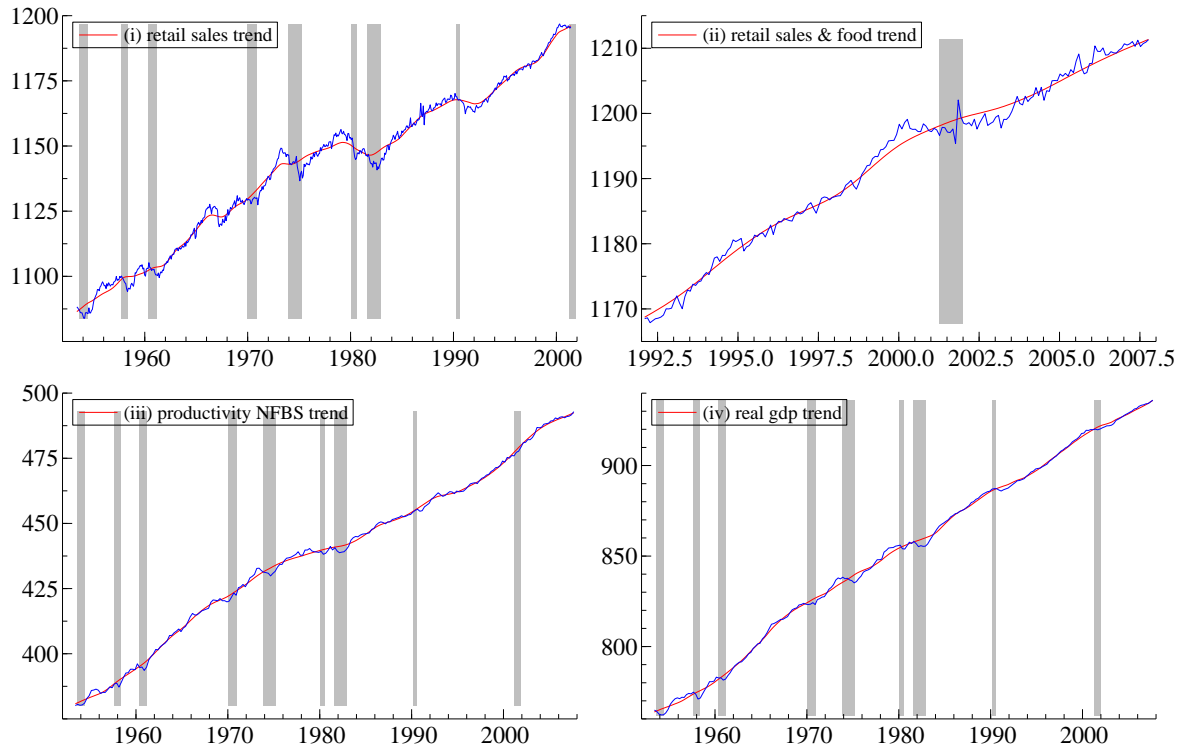 1200
(i) retail sales trend
1175
1150
1125
1100
1960 1970 1980 1990 2000
(ii) retail sales & food trend
1210
1200
1190
1180
1170
1992.5 1995.0 1997.5 2000.0 2002.5 2005.0 2007.5
500
(iii) productivity NFBS trend
475
450
425
400
1960 1970 1980 1990 2000
(iv) real gdp trend
900
850
800
1960 1970 1980 1990 2000